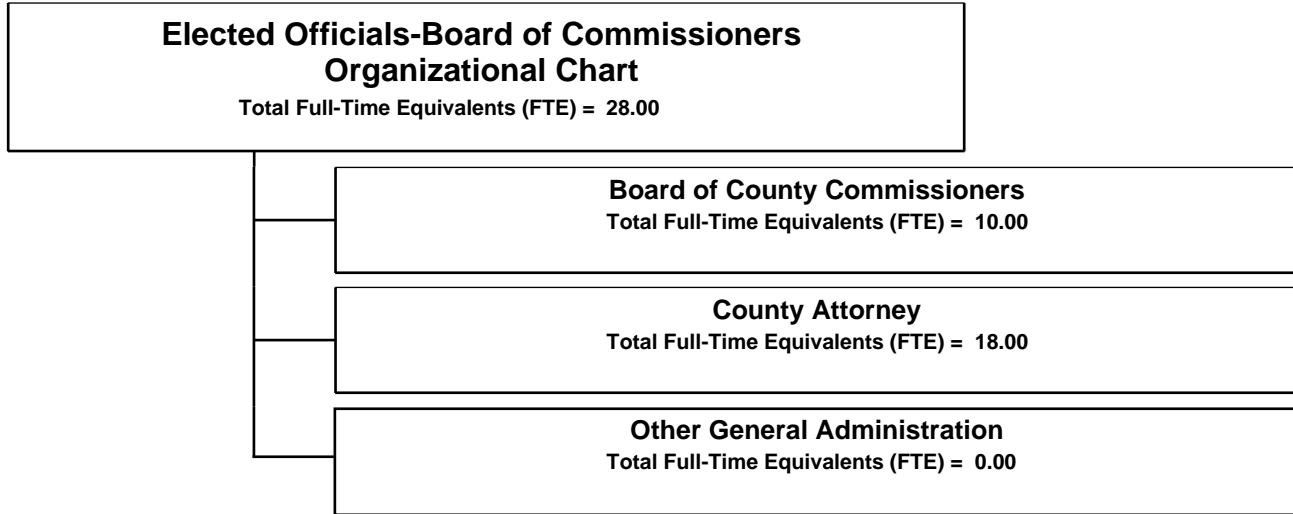 Elected Officials-Board of Commissioners
Organizational Chart
Total Full-Time Equivalents (FTE) = 28.00
Board of County Commissioners
Total Full-Time Equivalents (FTE) = 10.00
County Attorney
Total Full-Time Equivalents (FTE) = 18.00
Other General Administration
Total Full-Time Equivalents (FTE) = 0.00